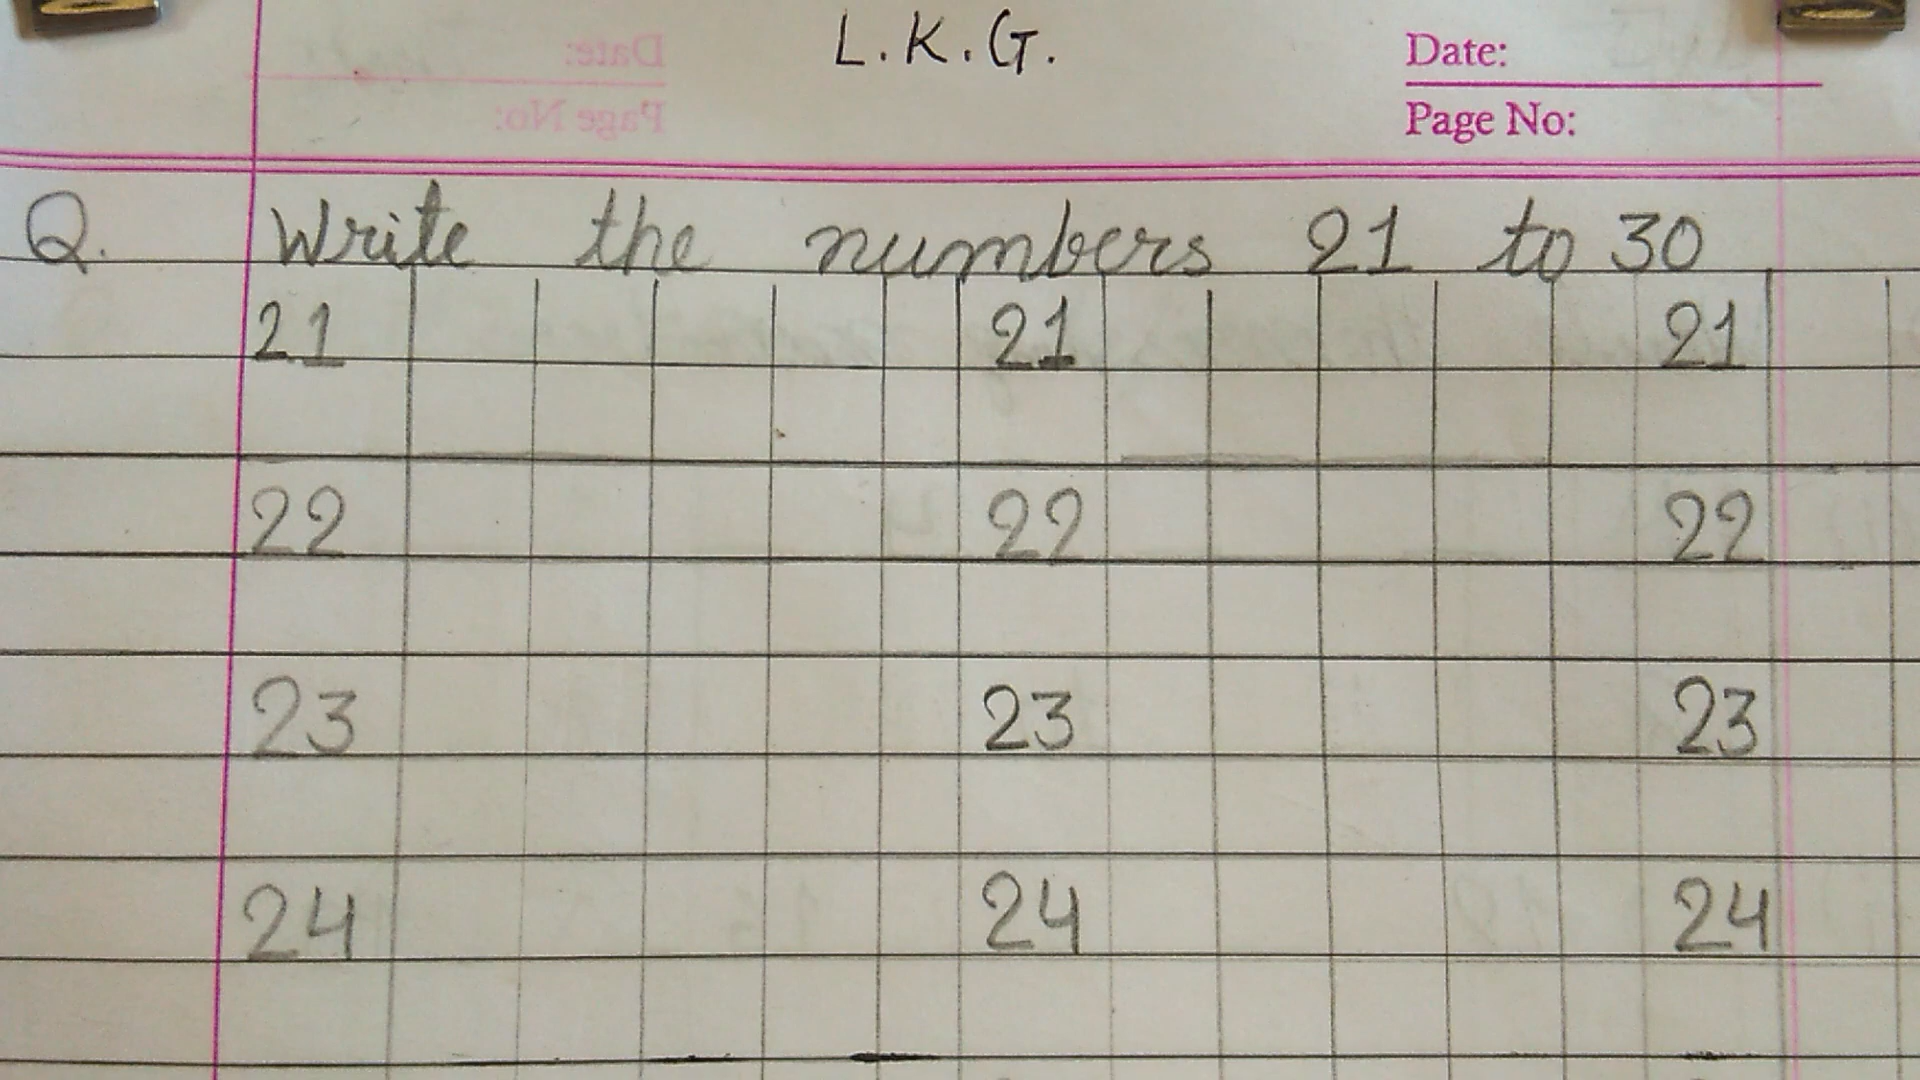 L.K.G.
Date:
Page No:
Q. Write the numbers 21 to 30
21 21 21
22 22 22
23 23 23
24 24 24